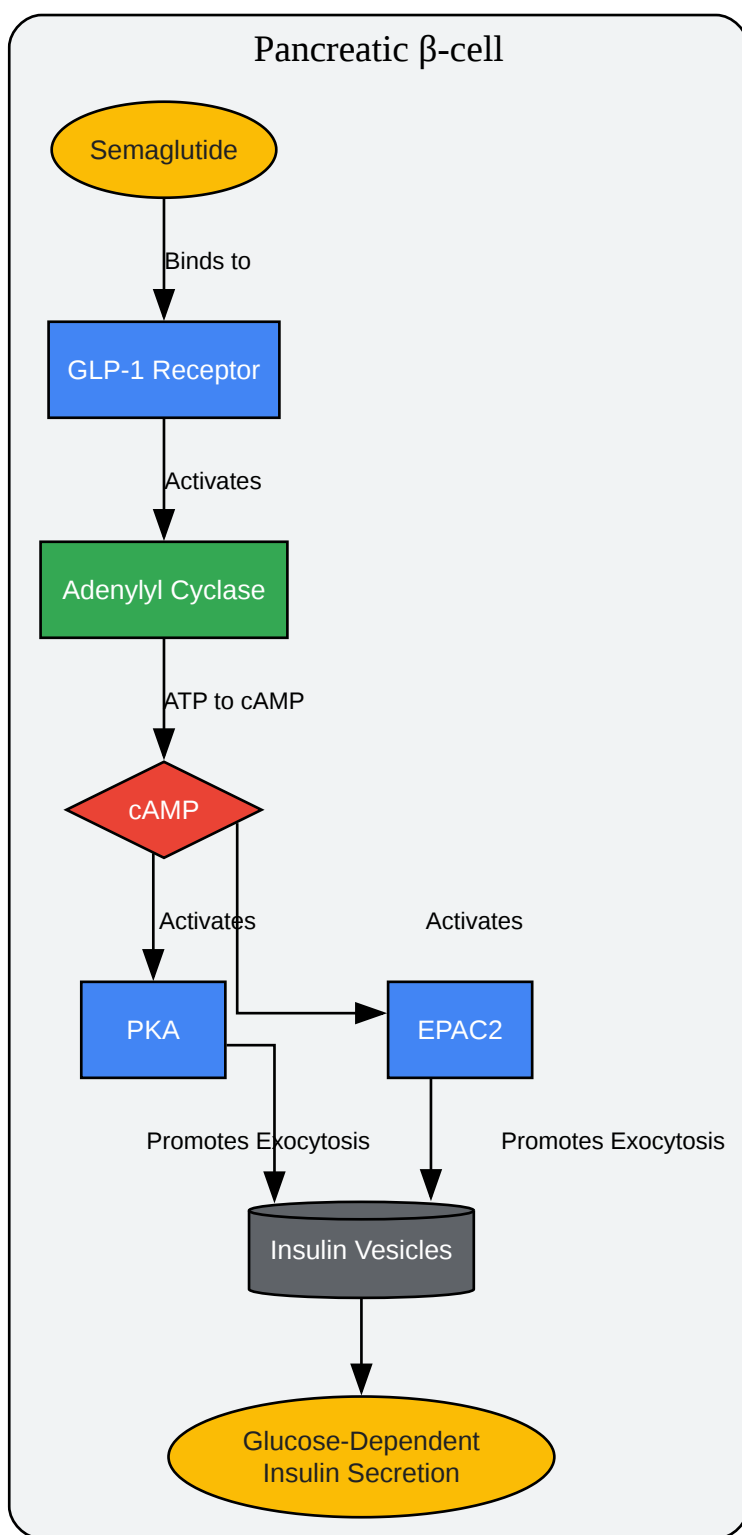 Pancreatic β-cell
Semaglutide
Binds to
GLP-1 Receptor
Activates
Adenylyl Cyclase
ATP to cAMP
cAMP
Activates
Activates
PKA
EPAC2
Promotes Exocytosis
Promotes Exocytosis
Insulin Vesicles
Glucose-Dependent
Insulin Secretion